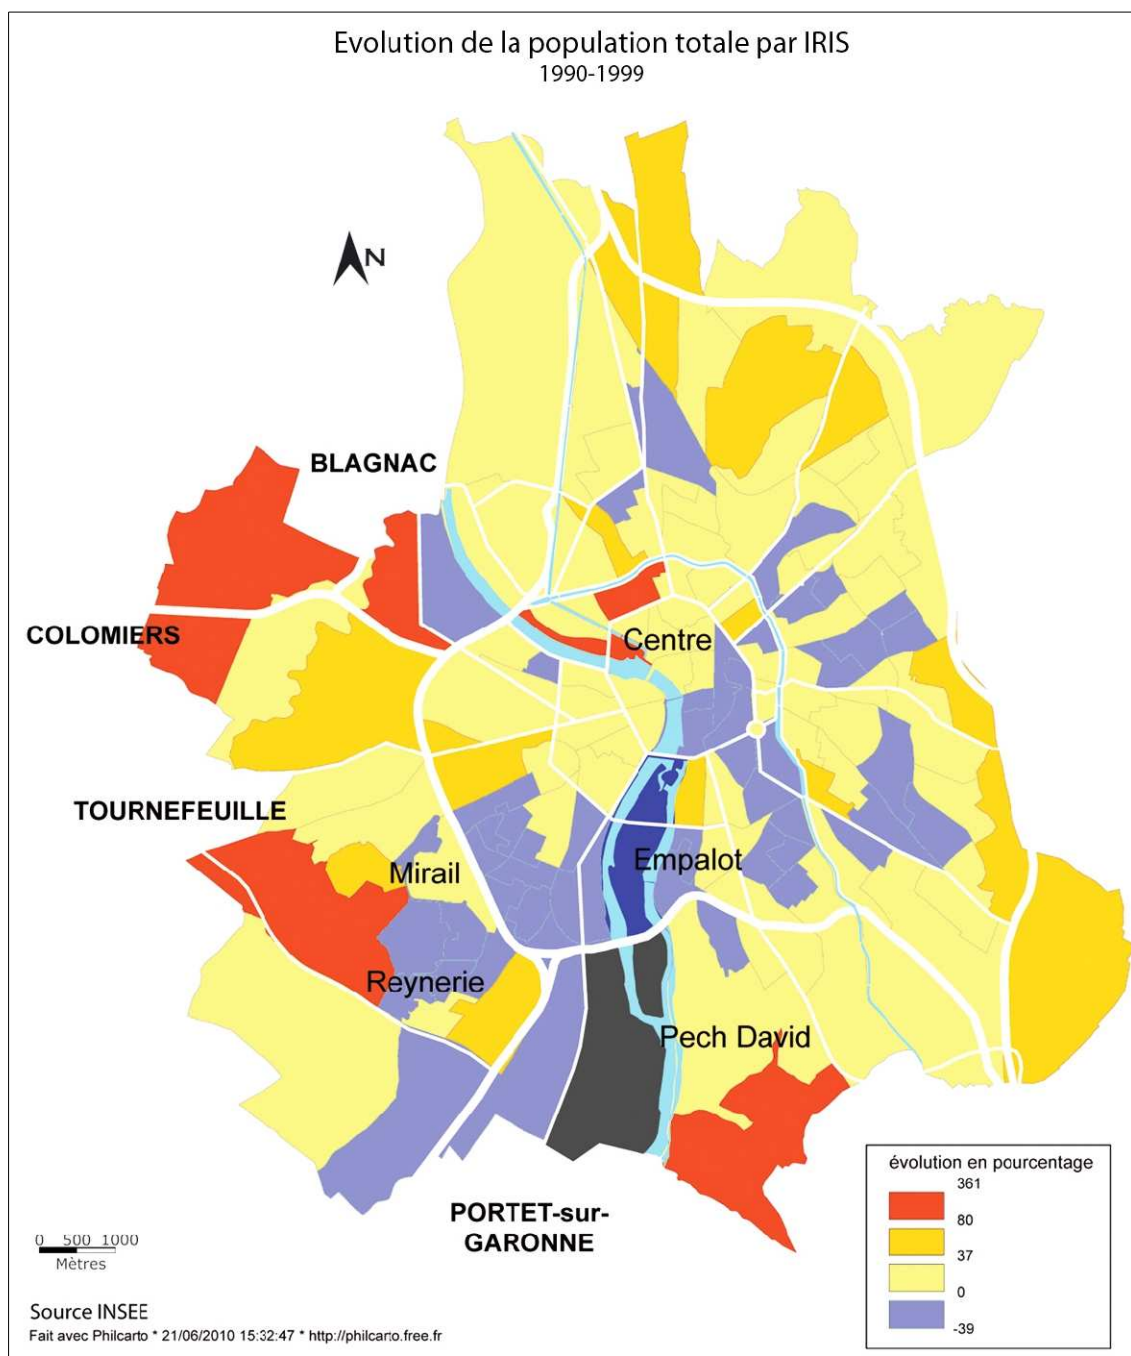 Evolution de la population totale par IRIS
1990-1999
N
BLAGNAC
COLOMIERS
Centre
TOURNEFEUILLE
Mirail
Empalot
Reynerie
Pech David
PORTET-sur-
GARONNE
évolution en pourcentage
361
80
37
0
-39
0 500 1000
Mètres
Source INSEE
Fait avec Philcarto * 21/06/2010 15:32:47 * http://philcarto.free.fr